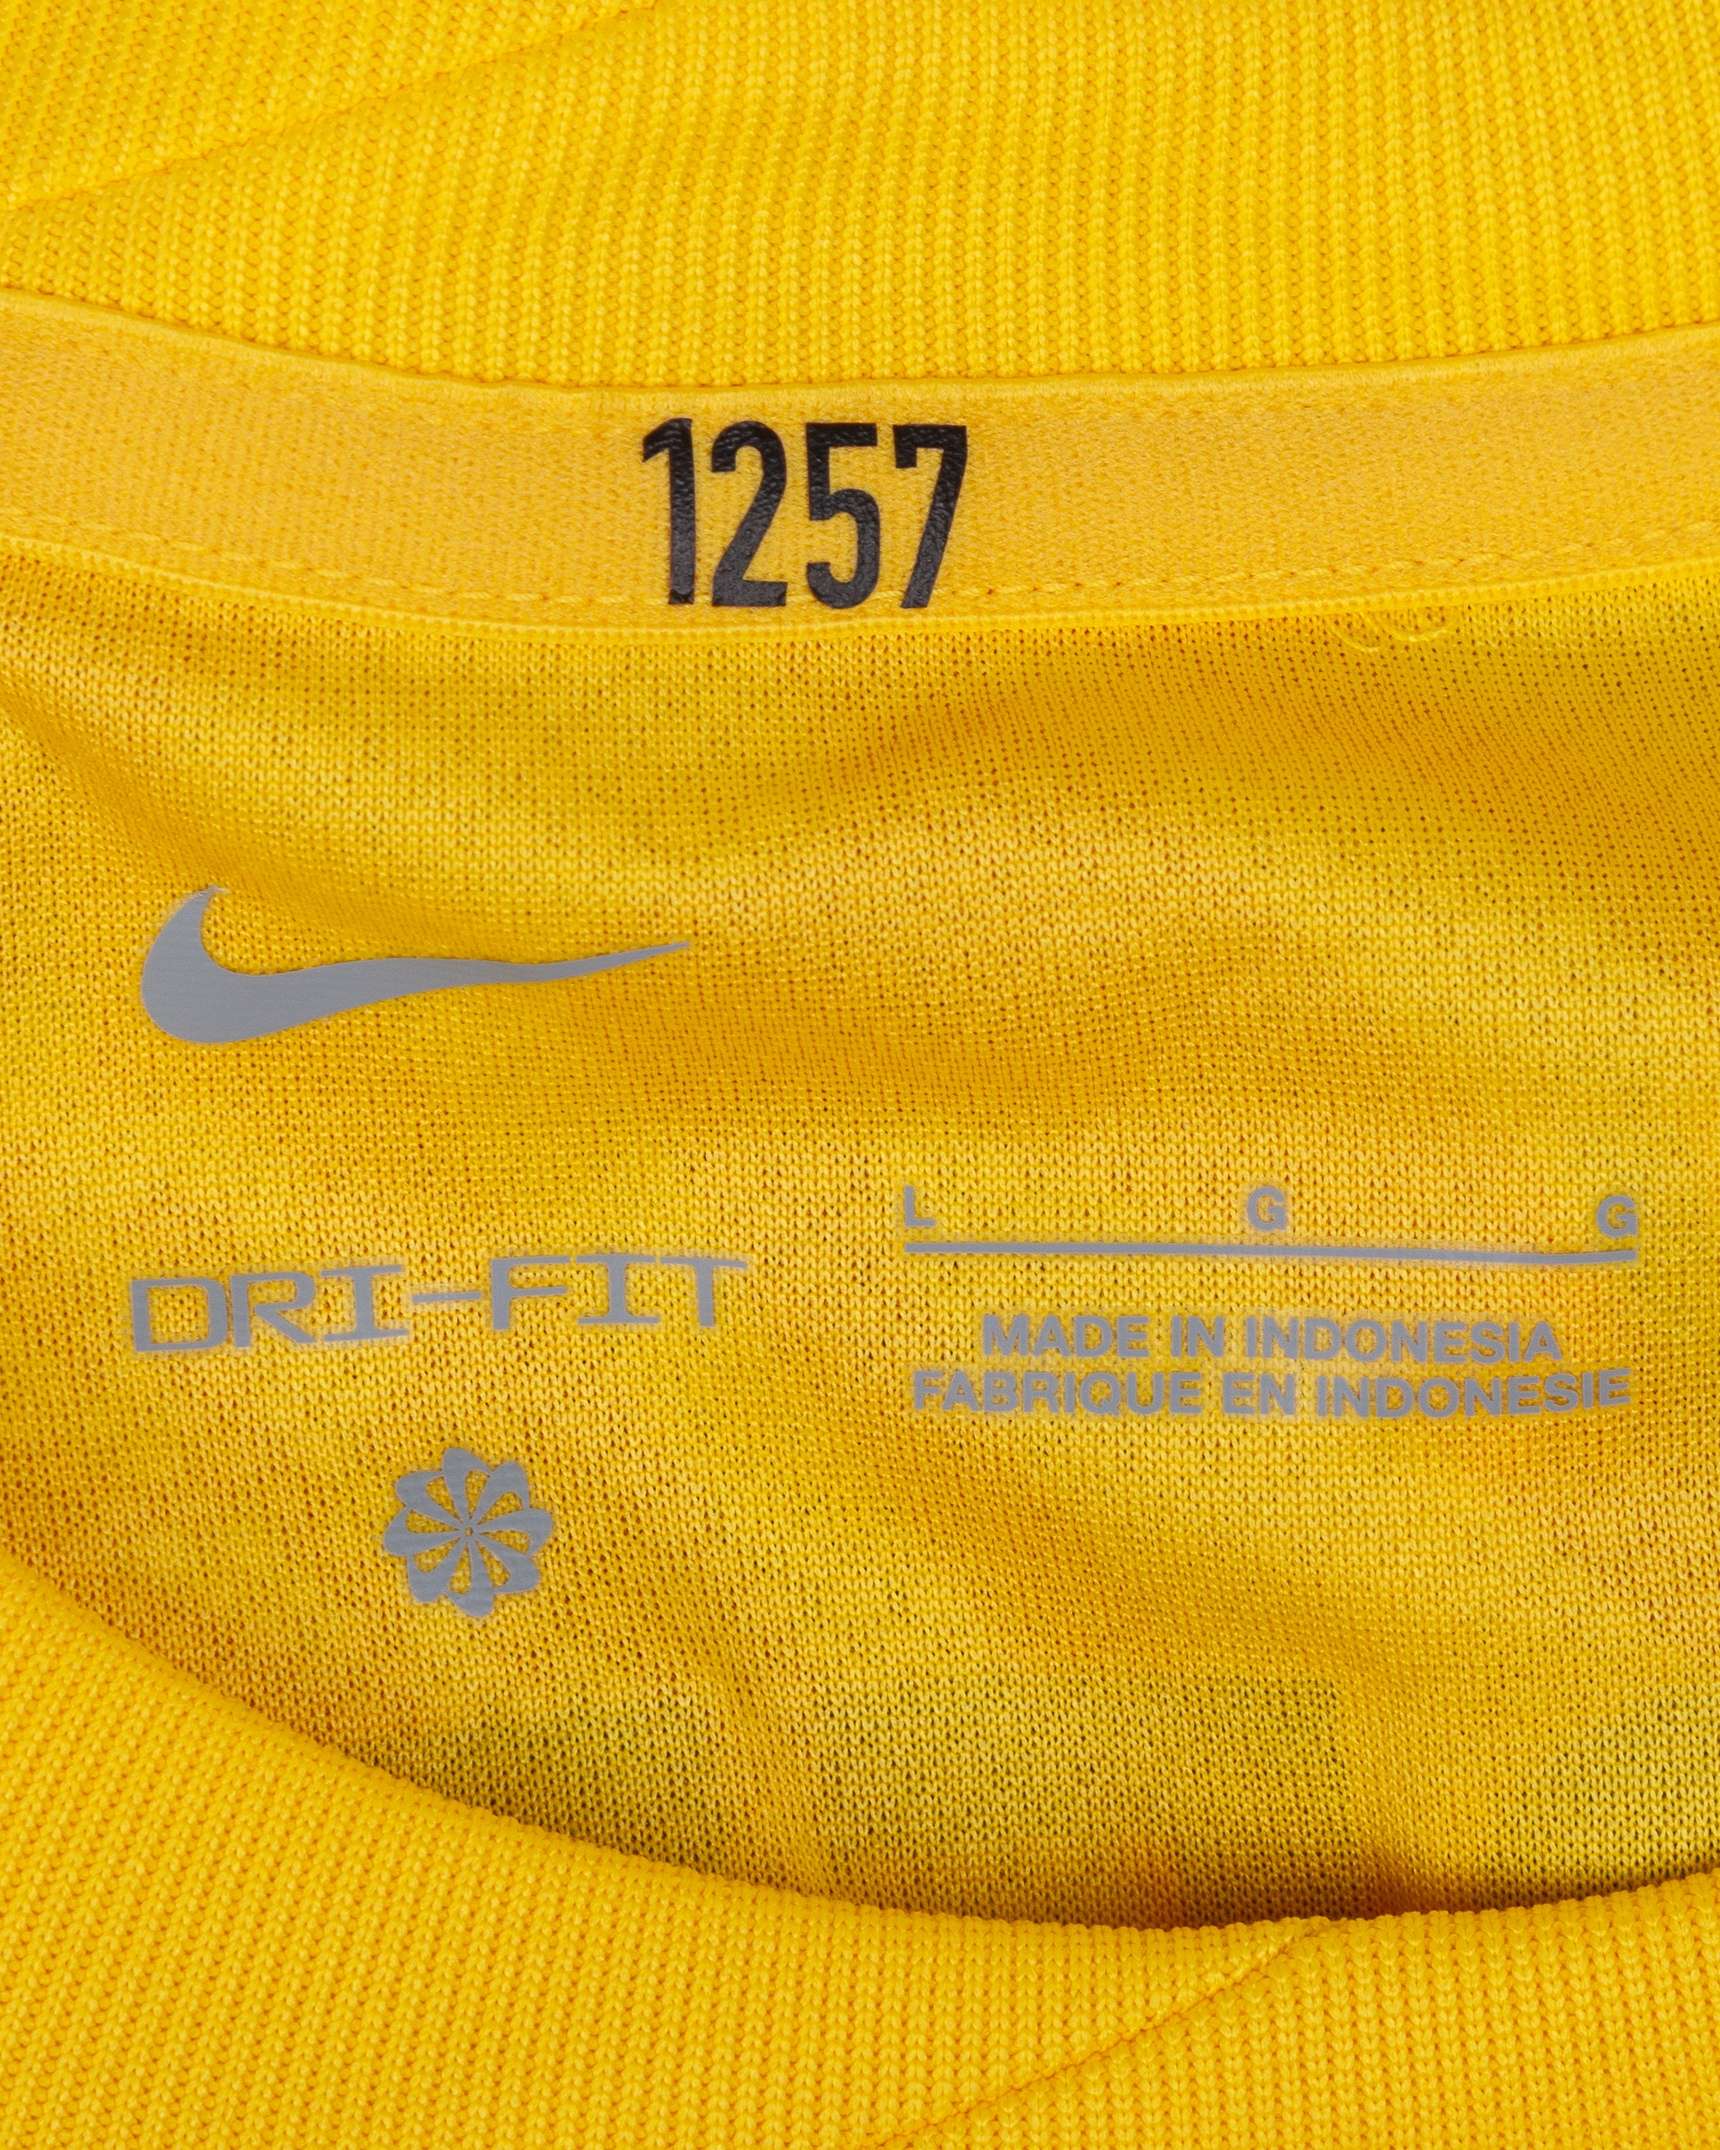 1257
DRI-FIT
L G G
MADE IN INDONESIA
FABRIQUE EN INDONESIE